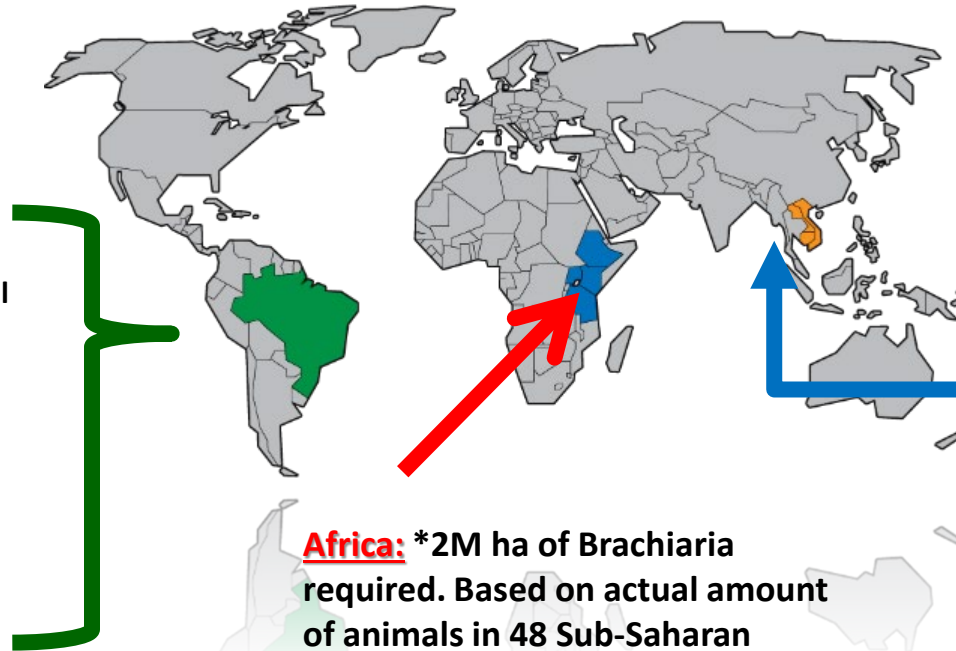 l
Africa: *2M ha of Brachiaria
required. Based on actual amount
of animals in 48 Sub-Saharan